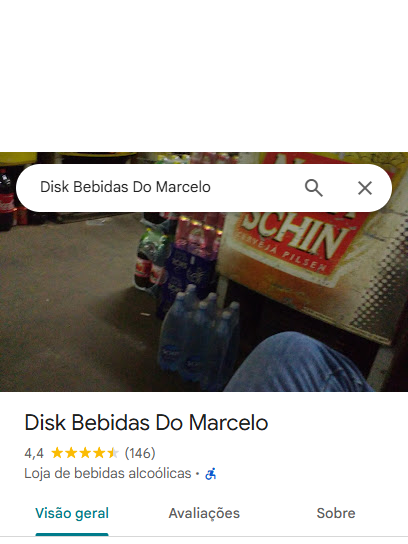 Disk Bebidas Do Marcelo
SCHIN
CERVEJA PILSEN
Disk Bebidas Do Marcelo
4,4 (146)
Loja de bebidas alcoólicas ·
Visão geral Avaliações Sobre